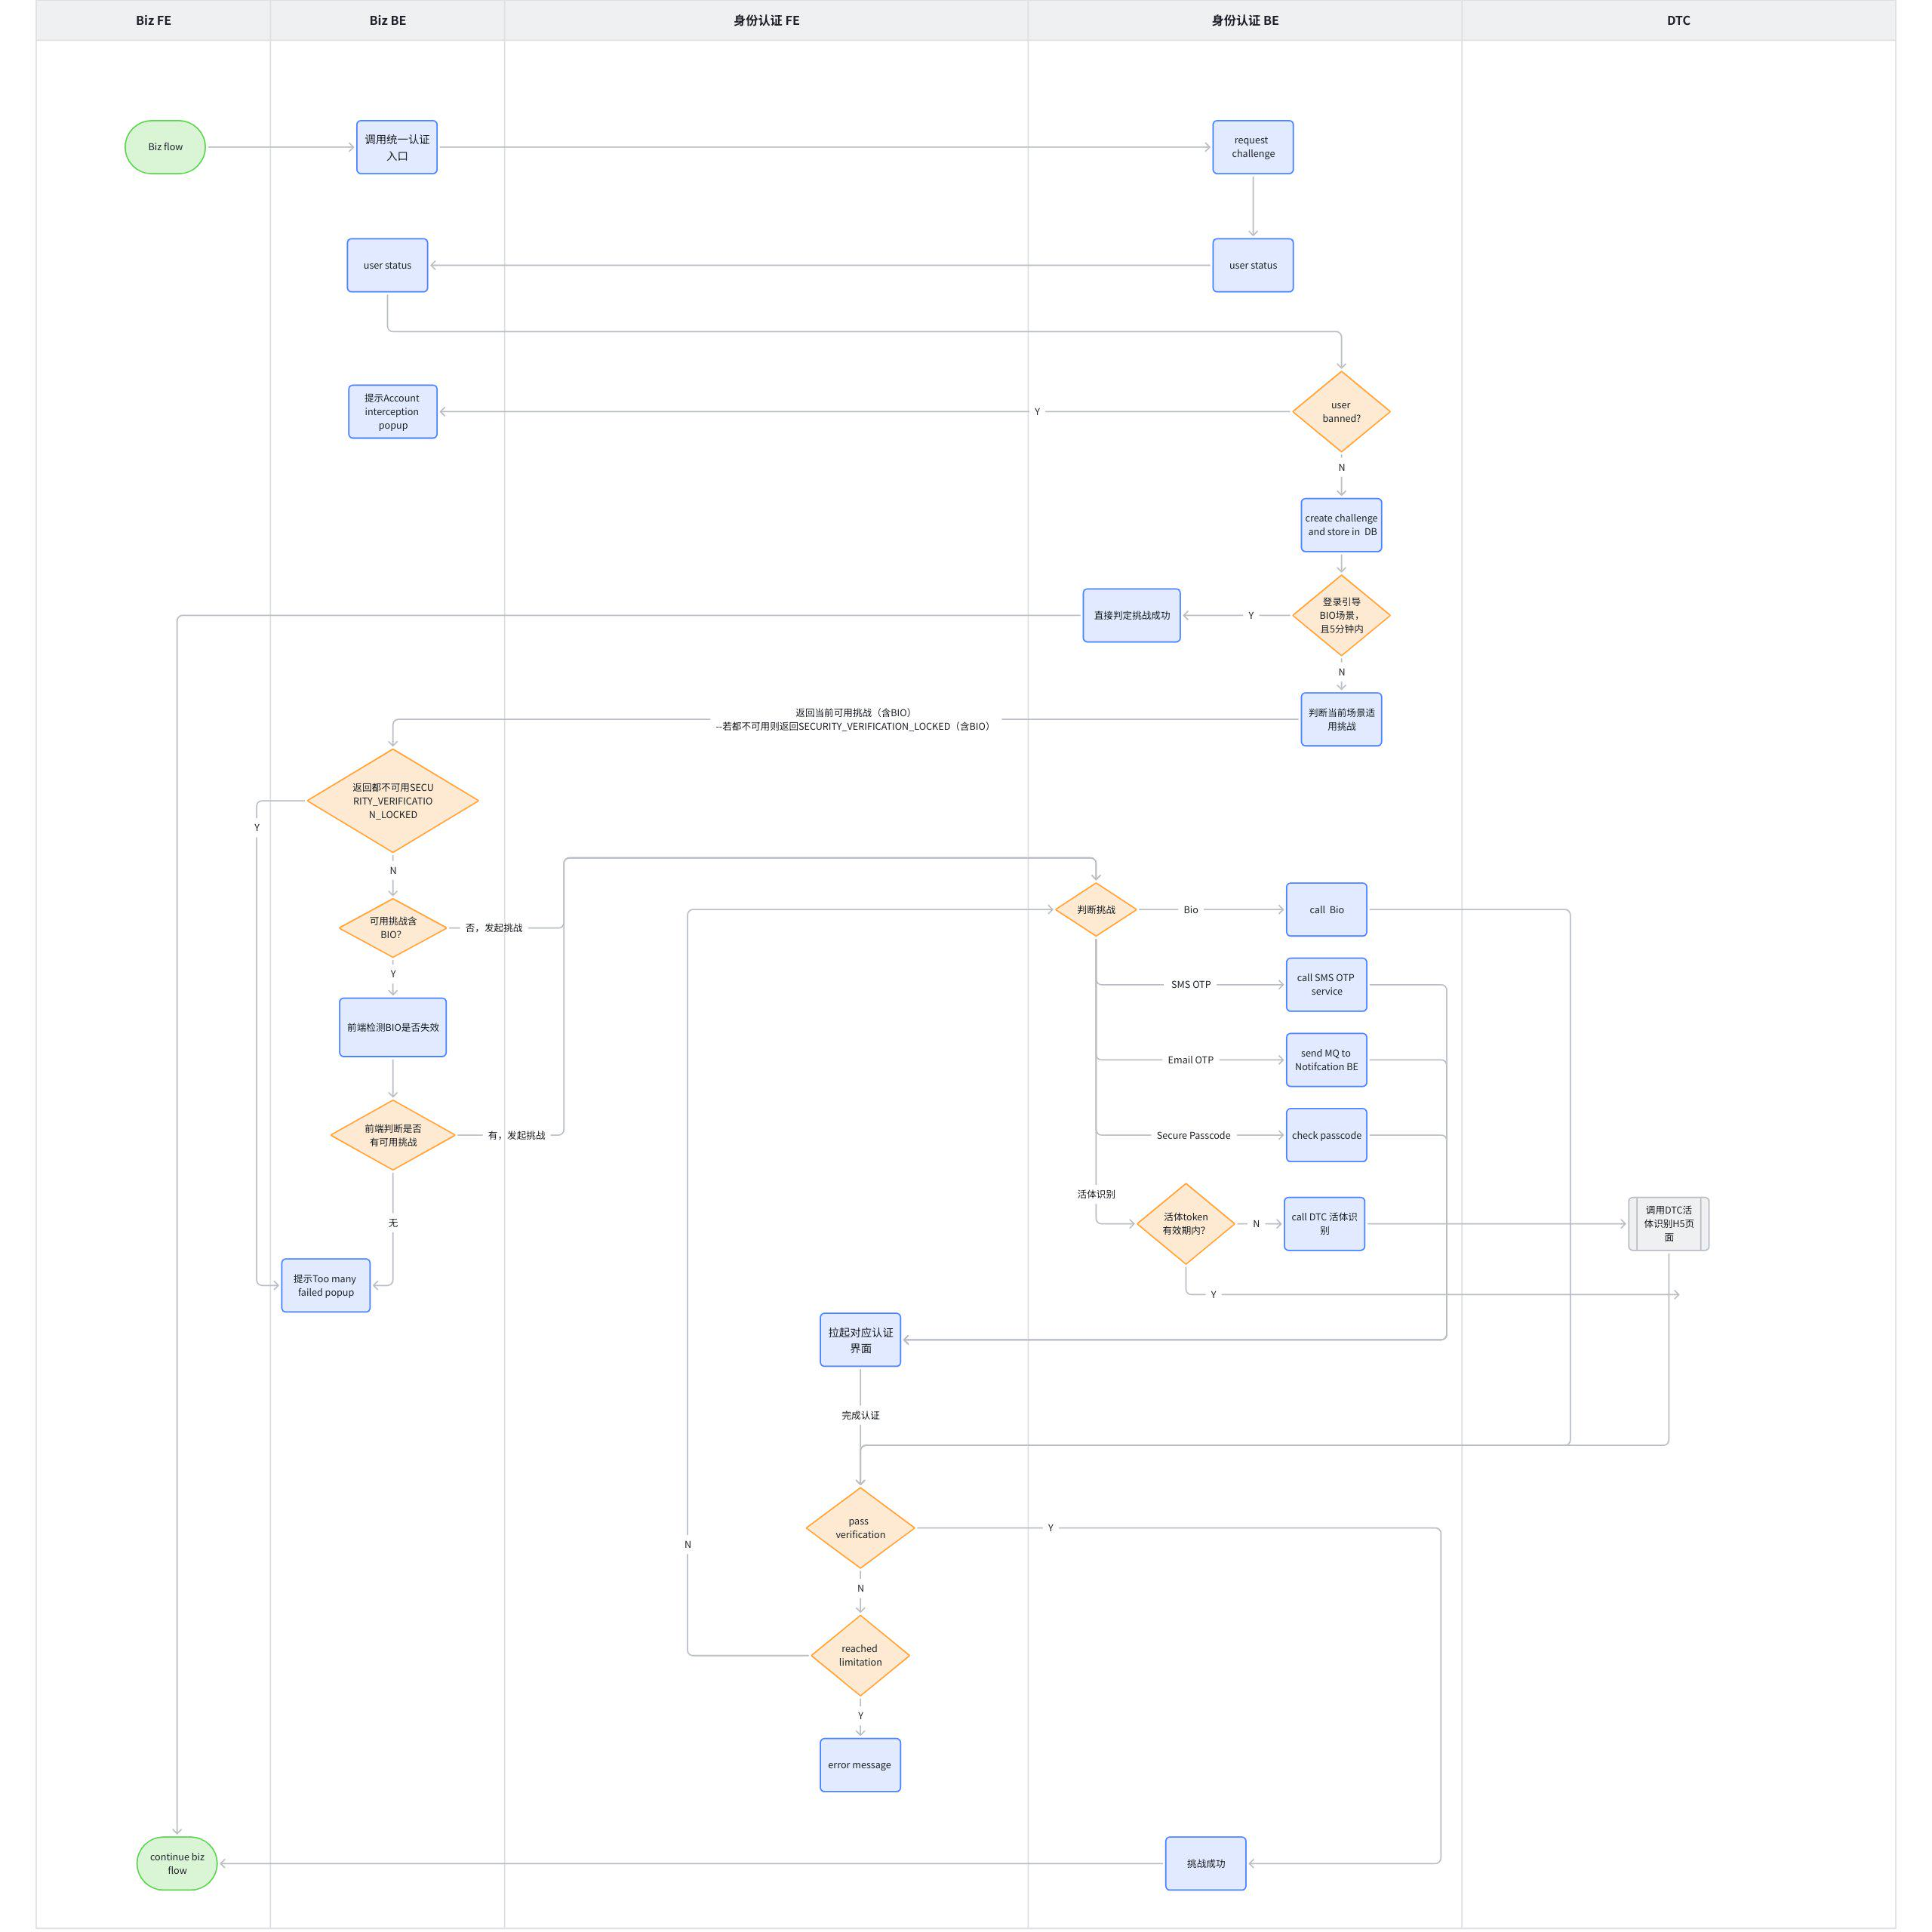 Biz FE
Biz BE
身份认证 FE
身份认证 BE
DTC
Biz flow
调用统一认证
入口
request
challenge
user status
user status
提示Account
interception
popup
Y
user
banned?
N
create challenge
and store in DB
直接判定挑战成功
Y
登录引导
BIO场景，
且5分钟内
N
返回当前可用挑战（含BIO）
--若都不可用则返回SECURITY_VERIFICATION_LOCKED（含BIO）
判断当前场景适
用挑战
返回都不可用SECU
RITY_VERIFICATIO
N_LOCKED
Y
N
可用挑战含
BIO？
否，发起挑战
Y
前端检测BIO是否失效
前端判断是否
有可用挑战
有，发起挑战
无
提示Too many
failed popup
判断挑战
Bio
call Bio
SMS OTP
call SMS OTP
service
Email OTP
send MQ to
Notifcation BE
Secure Passcode
check passcode
活体识别
活体token
有效期内？
N
call DTC 活体识
别
调用DTC活
体识别H5页
面
Y
拉起对应认证
界面
完成认证
pass
verification
Y
N
N
reached
limitation
Y
error message
continue biz
flow
挑战成功